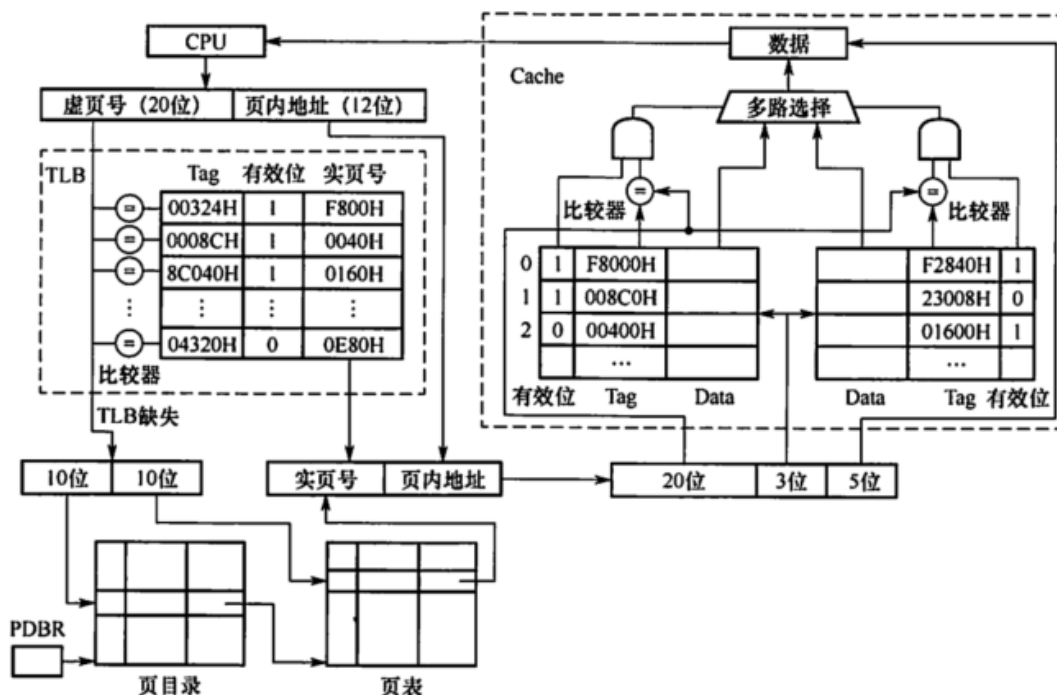 CPU
虚页号（20位） 页内地址（12位）
TLB
Tag 有效位 实页号
= 00324H 1 F800H
= 0008CH 1 0040H
= 8C040H 1 0160H
⋮ ⋮ ⋮ ⋮
= 04320H 0 0E80H
比较器
TLB缺失
10位 10位
实页号 页内地址
PDBR
页目录
页表
数据
Cache
多路选择
= =
比较器 比较器
0 1 F8000H F2840H 1
1 1 008C0H 23008H 0
2 0 00400H 01600H 1
… …
有效位 Tag Data Data Tag 有效位
20位 3位 5位